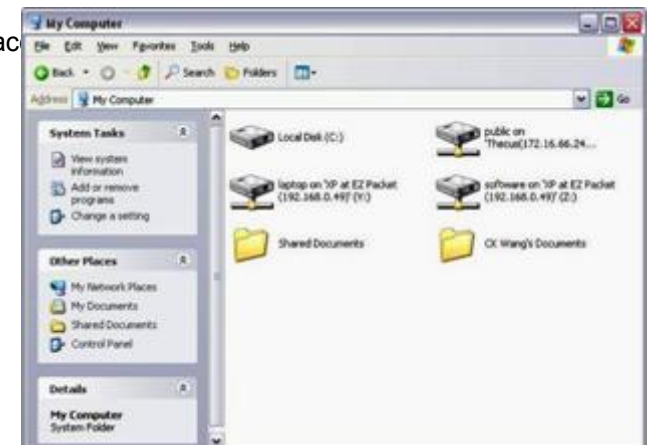 My Computer
ac
File Edit View Favorites Tools Help
Back Search Folders
Address My Computer Go
System Tasks
View system
information
Add or remove
programs
Change a setting
Other Places
My Network Places
My Documents
Shared Documents
Control Panel
Details
My Computer
System Folder
Local Disk (C:)
public on
'Thecus(172.16.66.24...
laptop on 'XP at EZ Packet
(192.168.0.49)' (Y:)
software on 'XP at EZ Packet
(192.168.0.49)' (Z:)
Shared Documents
CK Wang's Documents